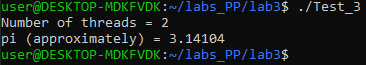 user@DESKTOP-MDKFVDK:~/labs_PP/lab3$ ./Test_3
Number of threads = 2
pi (approximately) = 3.14104
user@DESKTOP-MDKFVDK:~/labs_PP/lab3$